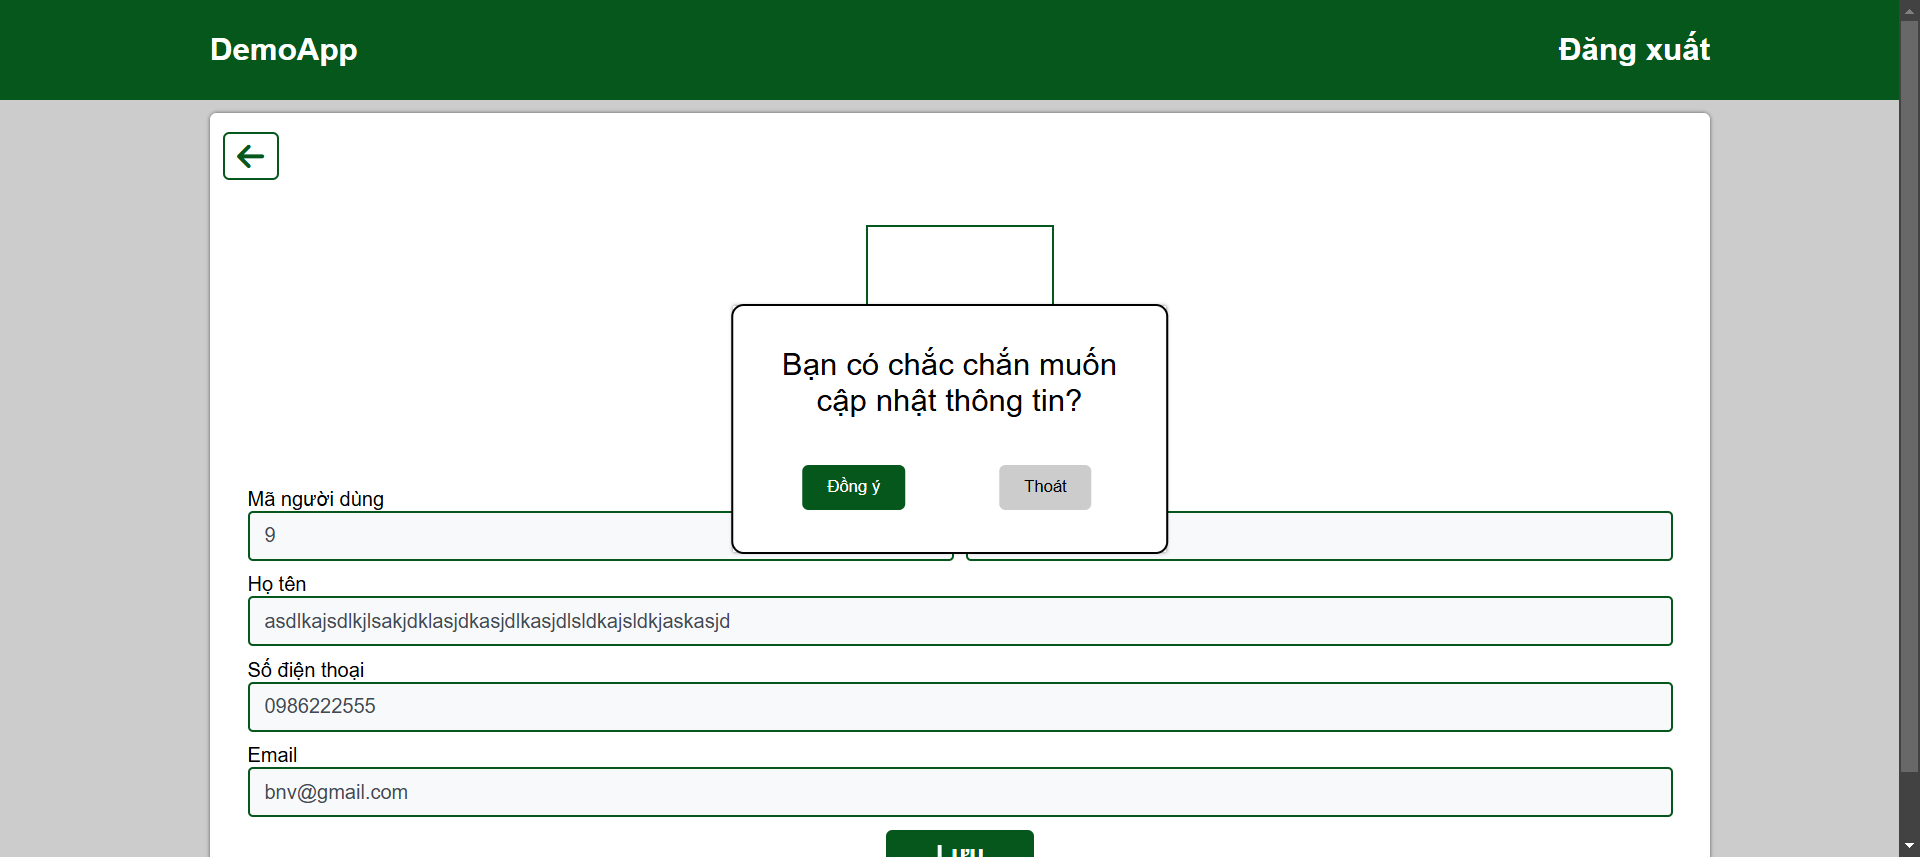 DemoApp
Đăng xuất
Bạn có chắc chắn muốn
cập nhật thông tin?
Đồng ý
Thoát
Mã người dùng
9
Họ tên
asdlkajsdlkjlsakjdklasjdkasjdlkasjdlsldkajsldkjaskasjd
Số điện thoại
0986222555
Email
bnv@gmail.com
Lưu